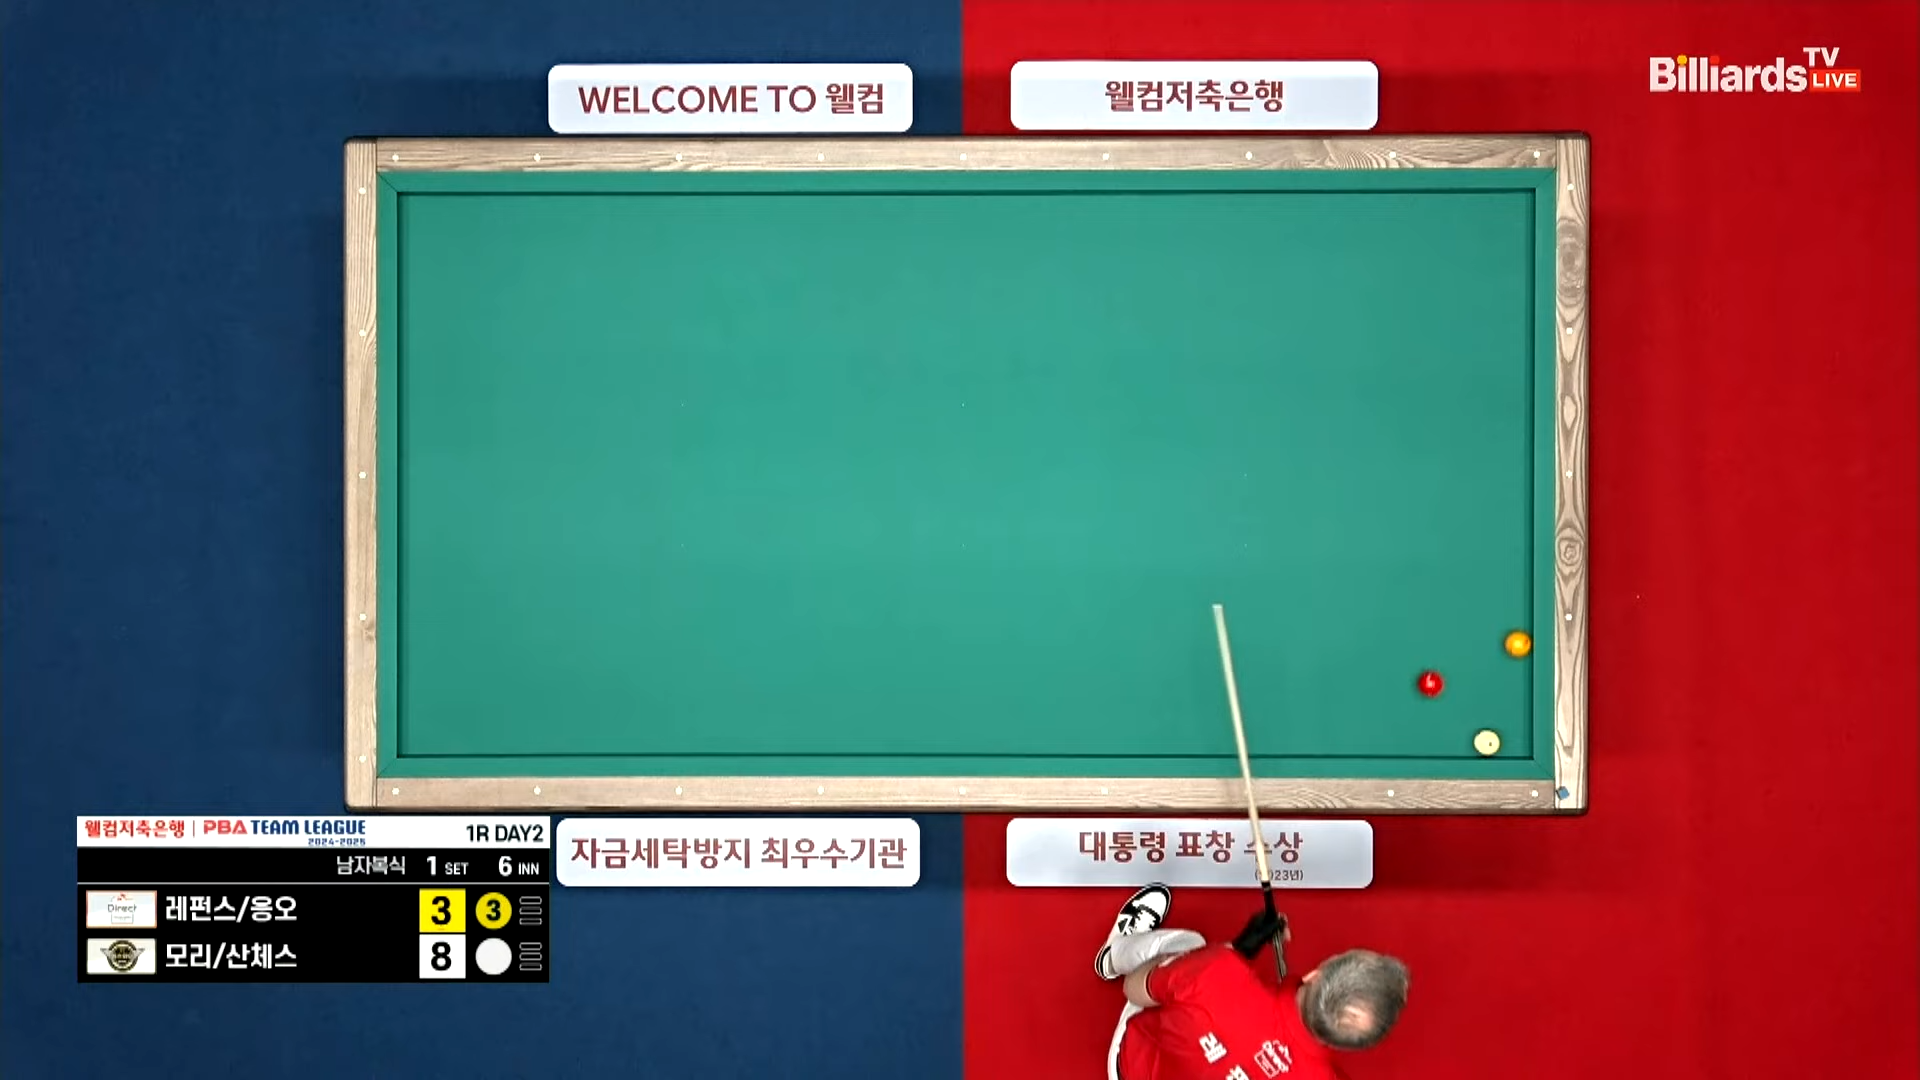 WELCOME TO 웰컴
웰컴저축은행
Billiards TV LIVE
자금세탁방지 최우수기관
대통령 표창 수상
웰컴저축은행 | PBA TEAM LEAGUE 2024-2025 1R DAY2
남자복식 1 SET 6 INN
Direct 레펀스/응오 3 3
모리/산체스 8